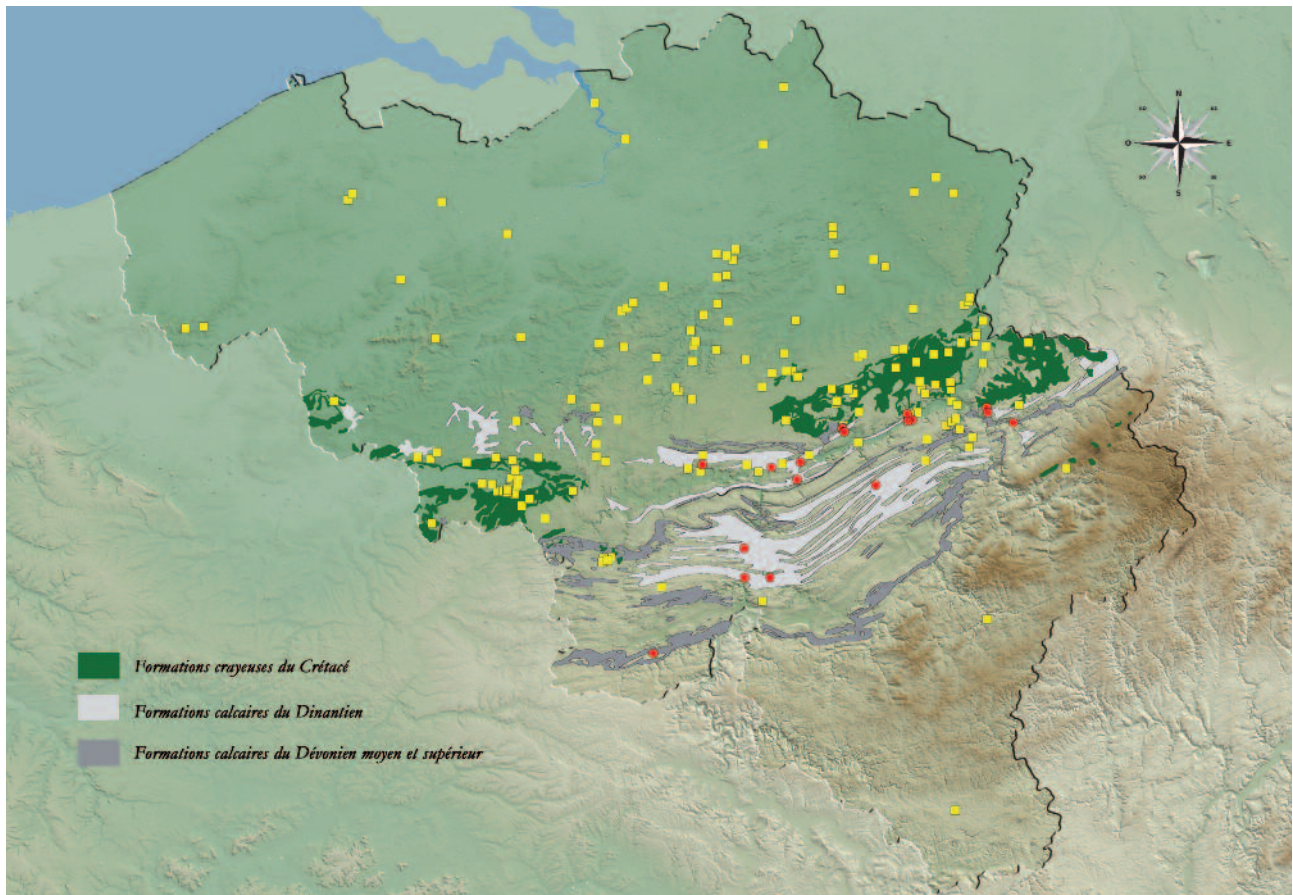 N
E
S
O
Formations crayeuses du Crétacé
Formations calcaires du Dinantien
Formations calcaires du Dévonien moyen et supérieur